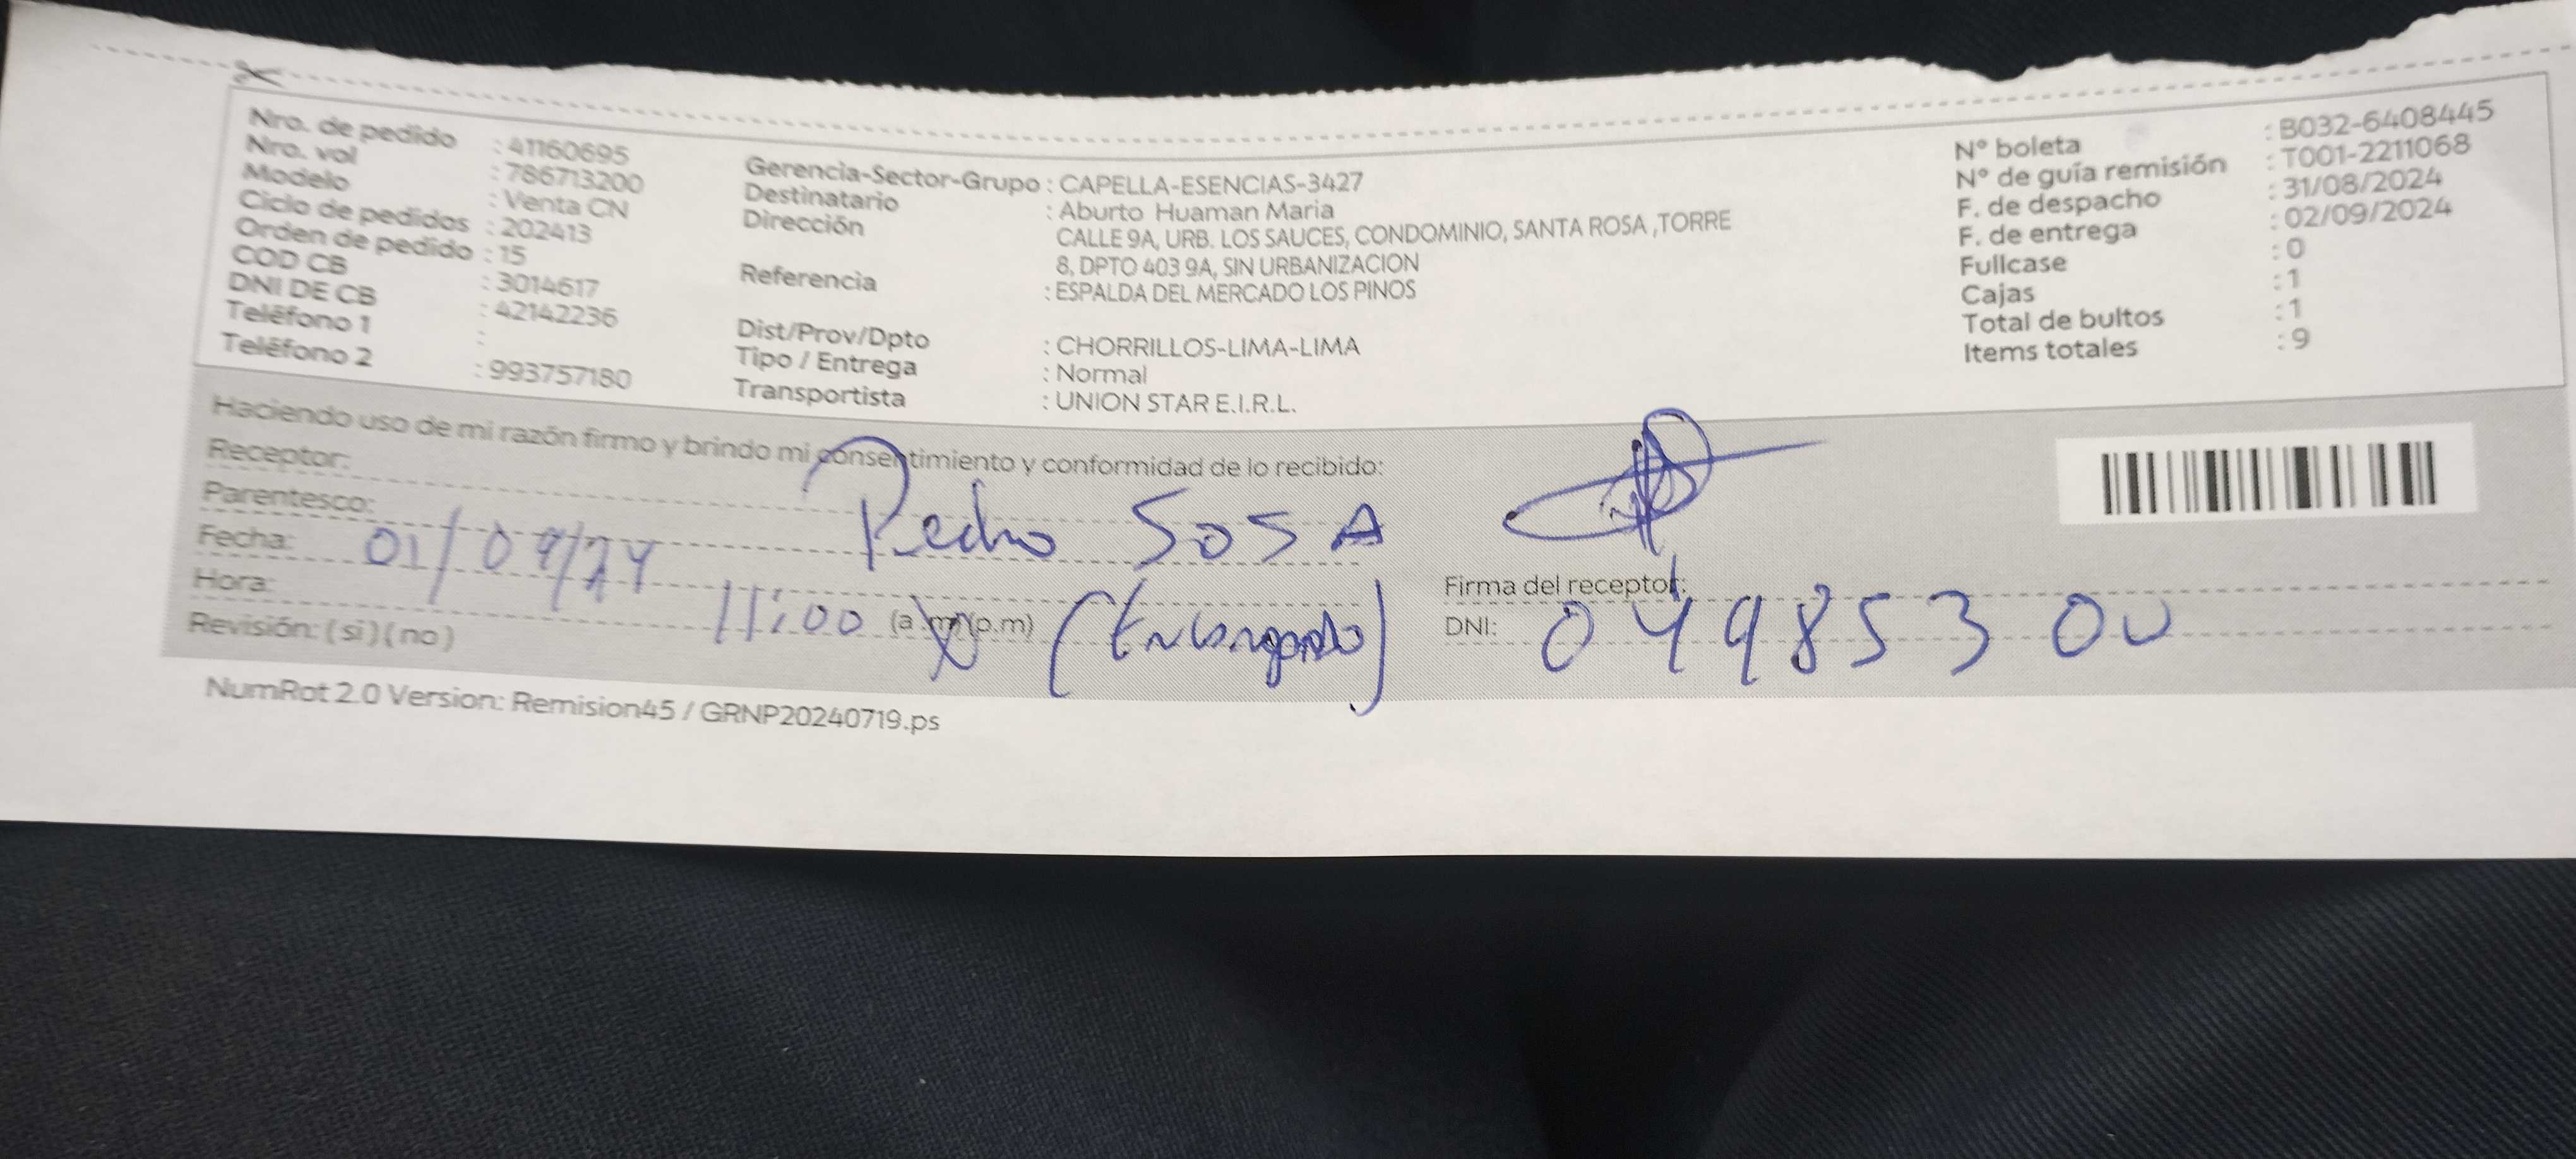 Nro. de pedido : 41160695
Nro. vol : 786713200
Modelo : Venta CN
Ciclo de pedidos : 202413
Orden de pedido : 15
COD CB : 3014617
DNI DE CB : 42142236
Teléfono 1 :
Teléfono 2 : 993757180
Gerencia-Sector-Grupo : CAPELLA-ESENCIAS-3427
Destinatario : Aburto Huaman Maria
Dirección CALLE 9A, URB. LOS SAUCES, CONDOMINIO, SANTA ROSA ,TORRE
8, DPTO 403 9A, SIN URBANIZACION
Referencia : ESPALDA DEL MERCADO LOS PINOS
Dist/Prov/Dpto : CHORRILLOS-LIMA-LIMA
Tipo / Entrega : Normal
Transportista : UNION STAR E.I.R.L.
N° boleta : B032-6408445
N° de guía remisión : T001-2211068
F. de despacho : 31/08/2024
F. de entrega : 02/09/2024
Fullcase : 0
Cajas : 1
Total de bultos : 1
Items totales : 9
Haciendo uso de mi razón firmo y brindo mi consentimiento y conformidad de lo recibido:
Receptor: Pedro SOSA
Parentesco:
Fecha: 01/09/24
Hora: 11:00 (a.m)(p.m) (Encargado)
Revisión: (si)(no)
Firma del receptor:
DNI: 04985300
NumRot 2.0 Version: Remision45 / GRNP20240719.ps